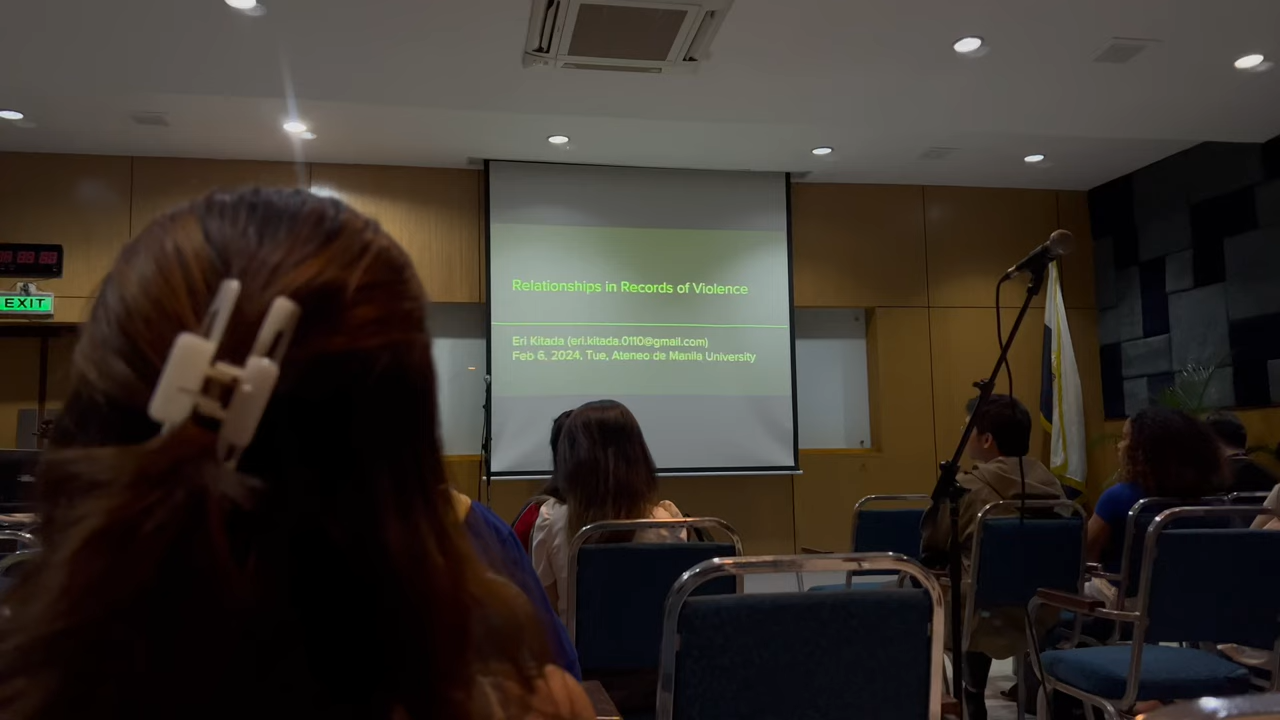 EXIT
Relationships in Records of Violence
Eri Kitada (eri.kitada.0110@gmail.com)
Feb 6, 2024, Tue, Ateneo de Manila University